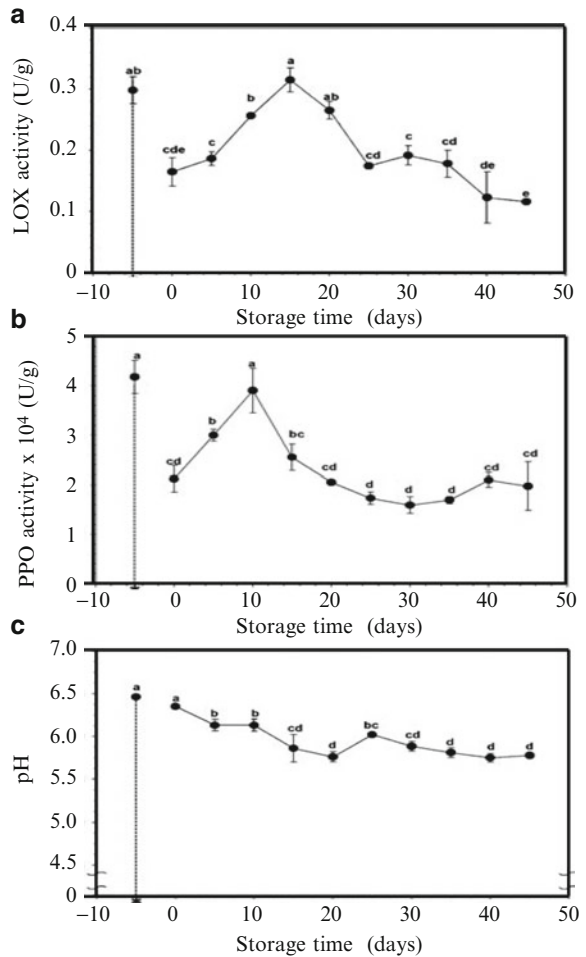 a
LOX activity (U/g)
0.4
0.3
0.2
0.1
0
ab
cde
c
b
a
ab
cd
c
cd
de
e
−10
0
10
20
30
40
50
Storage time (days)
b
PPO activity x 10⁴ (U/g)
5
4
3
2
1
0
a
cd
b
a
bc
cd
d
d
d
cd
cd
−10
0
10
20
30
40
50
Storage time (days)
c
pH
7.0
6.5
6.0
5.5
5.0
4.5
0
a
a
b
b
cd
d
bc
cd
d
d
d
−10
0
10
20
30
40
50
Storage time (days)